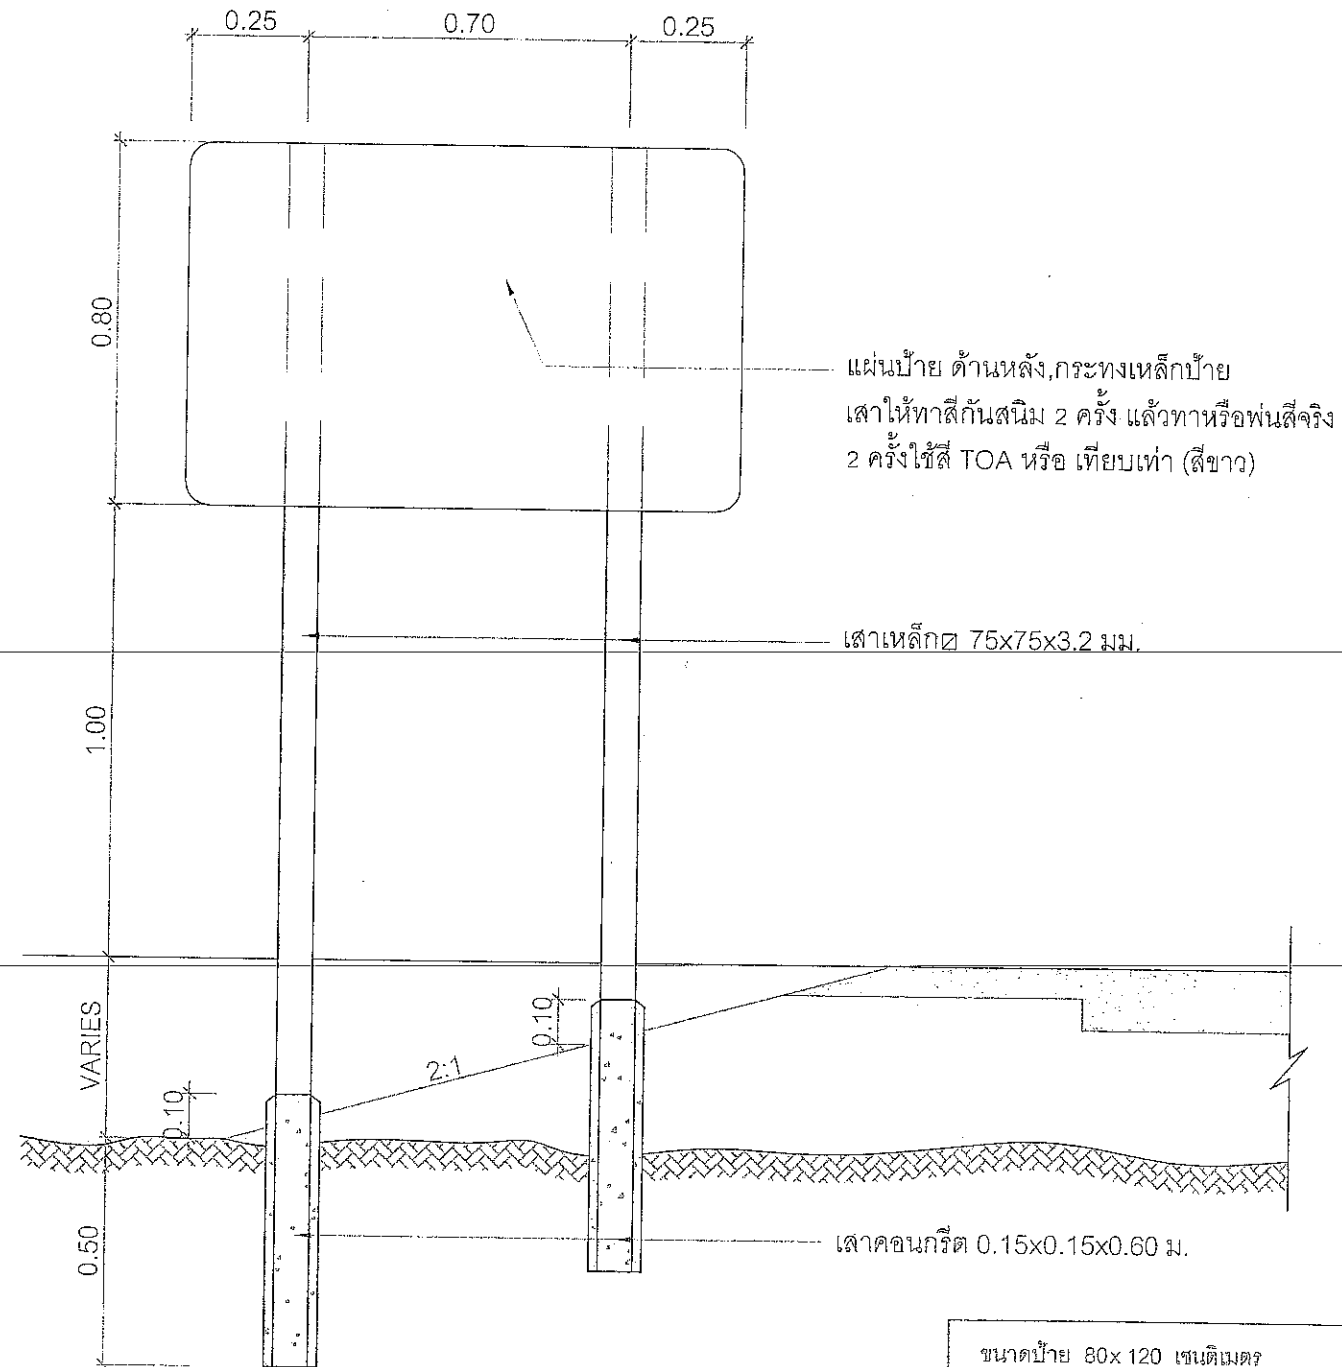 0.25 0.70 0.25
0.80
แผ่นป้าย ด้านหลัง,กระทงเหล็กป้าย
เสาให้ทาสีกันสนิม 2 ครั้ง แล้วทาหรือพ่นสีจริง
2 ครั้งใช้สี TOA หรือ เทียบเท่า (สีขาว)
เสาเหล็ก 75x75x3.2 มม.
1.00
VARIES
0.10
2:1
0.10
0.50
เสาคอนกรีต 0.15x0.15x0.60 ม.
ขนาดป้าย 80x120 เซนติเมตร